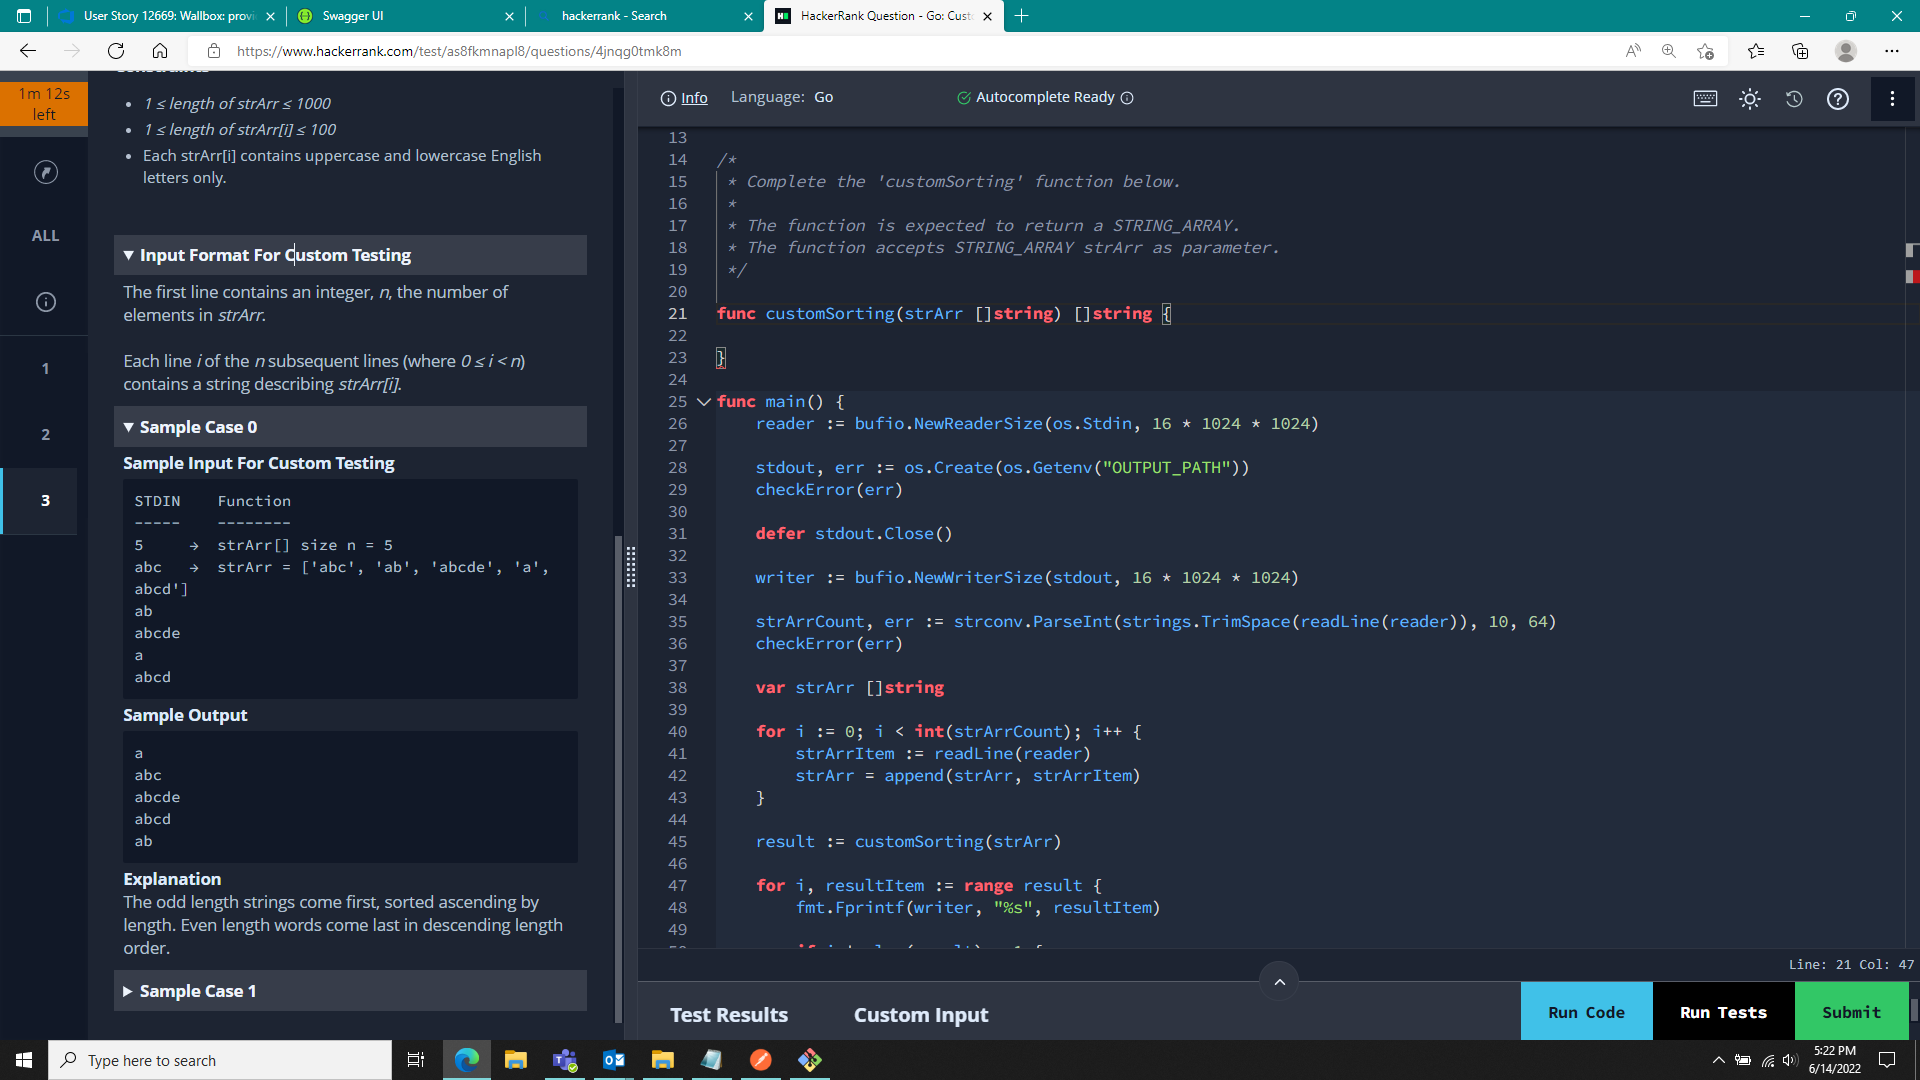 User Story 12669: Wallbox: provi
Swagger UI
hackerrank - Search
HackerRank Question - Go: Cust
https://www.hackerrank.com/test/as8fkmnapl8/questions/4jnqg0tmk8m
1m 12s
left
ALL
1
2
3
1 ≤ length of strArr ≤ 1000
1 ≤ length of strArr[i] ≤ 100
Each strArr[i] contains uppercase and lowercase English
letters only.
Input Format For Custom Testing
The first line contains an integer, n, the number of
elements in strArr.
Each line i of the n subsequent lines (where 0 ≤ i < n)
contains a string describing strArr[i].
Sample Case 0
Sample Input For Custom Testing
STDIN Function
----- --------
5 → strArr[] size n = 5
abc → strArr = ['abc', 'ab', 'abcde', 'a',
abcd']
ab
abcde
a
abcd
Sample Output
a
abc
abcde
abcd
ab
Explanation
The odd length strings come first, sorted ascending by
length. Even length words come last in descending length
order.
Sample Case 1
Info Language: Go Autocomplete Ready
13
14 /*
15 * Complete the 'customSorting' function below.
16 *
17 * The function is expected to return a STRING_ARRAY.
18 * The function accepts STRING_ARRAY strArr as parameter.
19 */
20
21 func customSorting(strArr []string) []string {
22
23 }
24
25 func main() {
26 reader := bufio.NewReaderSize(os.Stdin, 16 * 1024 * 1024)
27
28 stdout, err := os.Create(os.Getenv("OUTPUT_PATH"))
29 checkError(err)
30
31 defer stdout.Close()
32
33 writer := bufio.NewWriterSize(stdout, 16 * 1024 * 1024)
34
35 strArrCount, err := strconv.ParseInt(strings.TrimSpace(readLine(reader)), 10, 64)
36 checkError(err)
37
38 var strArr []string
39
40 for i := 0; i < int(strArrCount); i++ {
41 strArrItem := readLine(reader)
42 strArr = append(strArr, strArrItem)
43 }
44
45 result := customSorting(strArr)
46
47 for i, resultItem := range result {
48 fmt.Fprintf(writer, "%s", resultItem)
49
Line: 21 Col: 47
Test Results Custom Input
Run Code Run Tests Submit
Type here to search
5:22 PM
6/14/2022